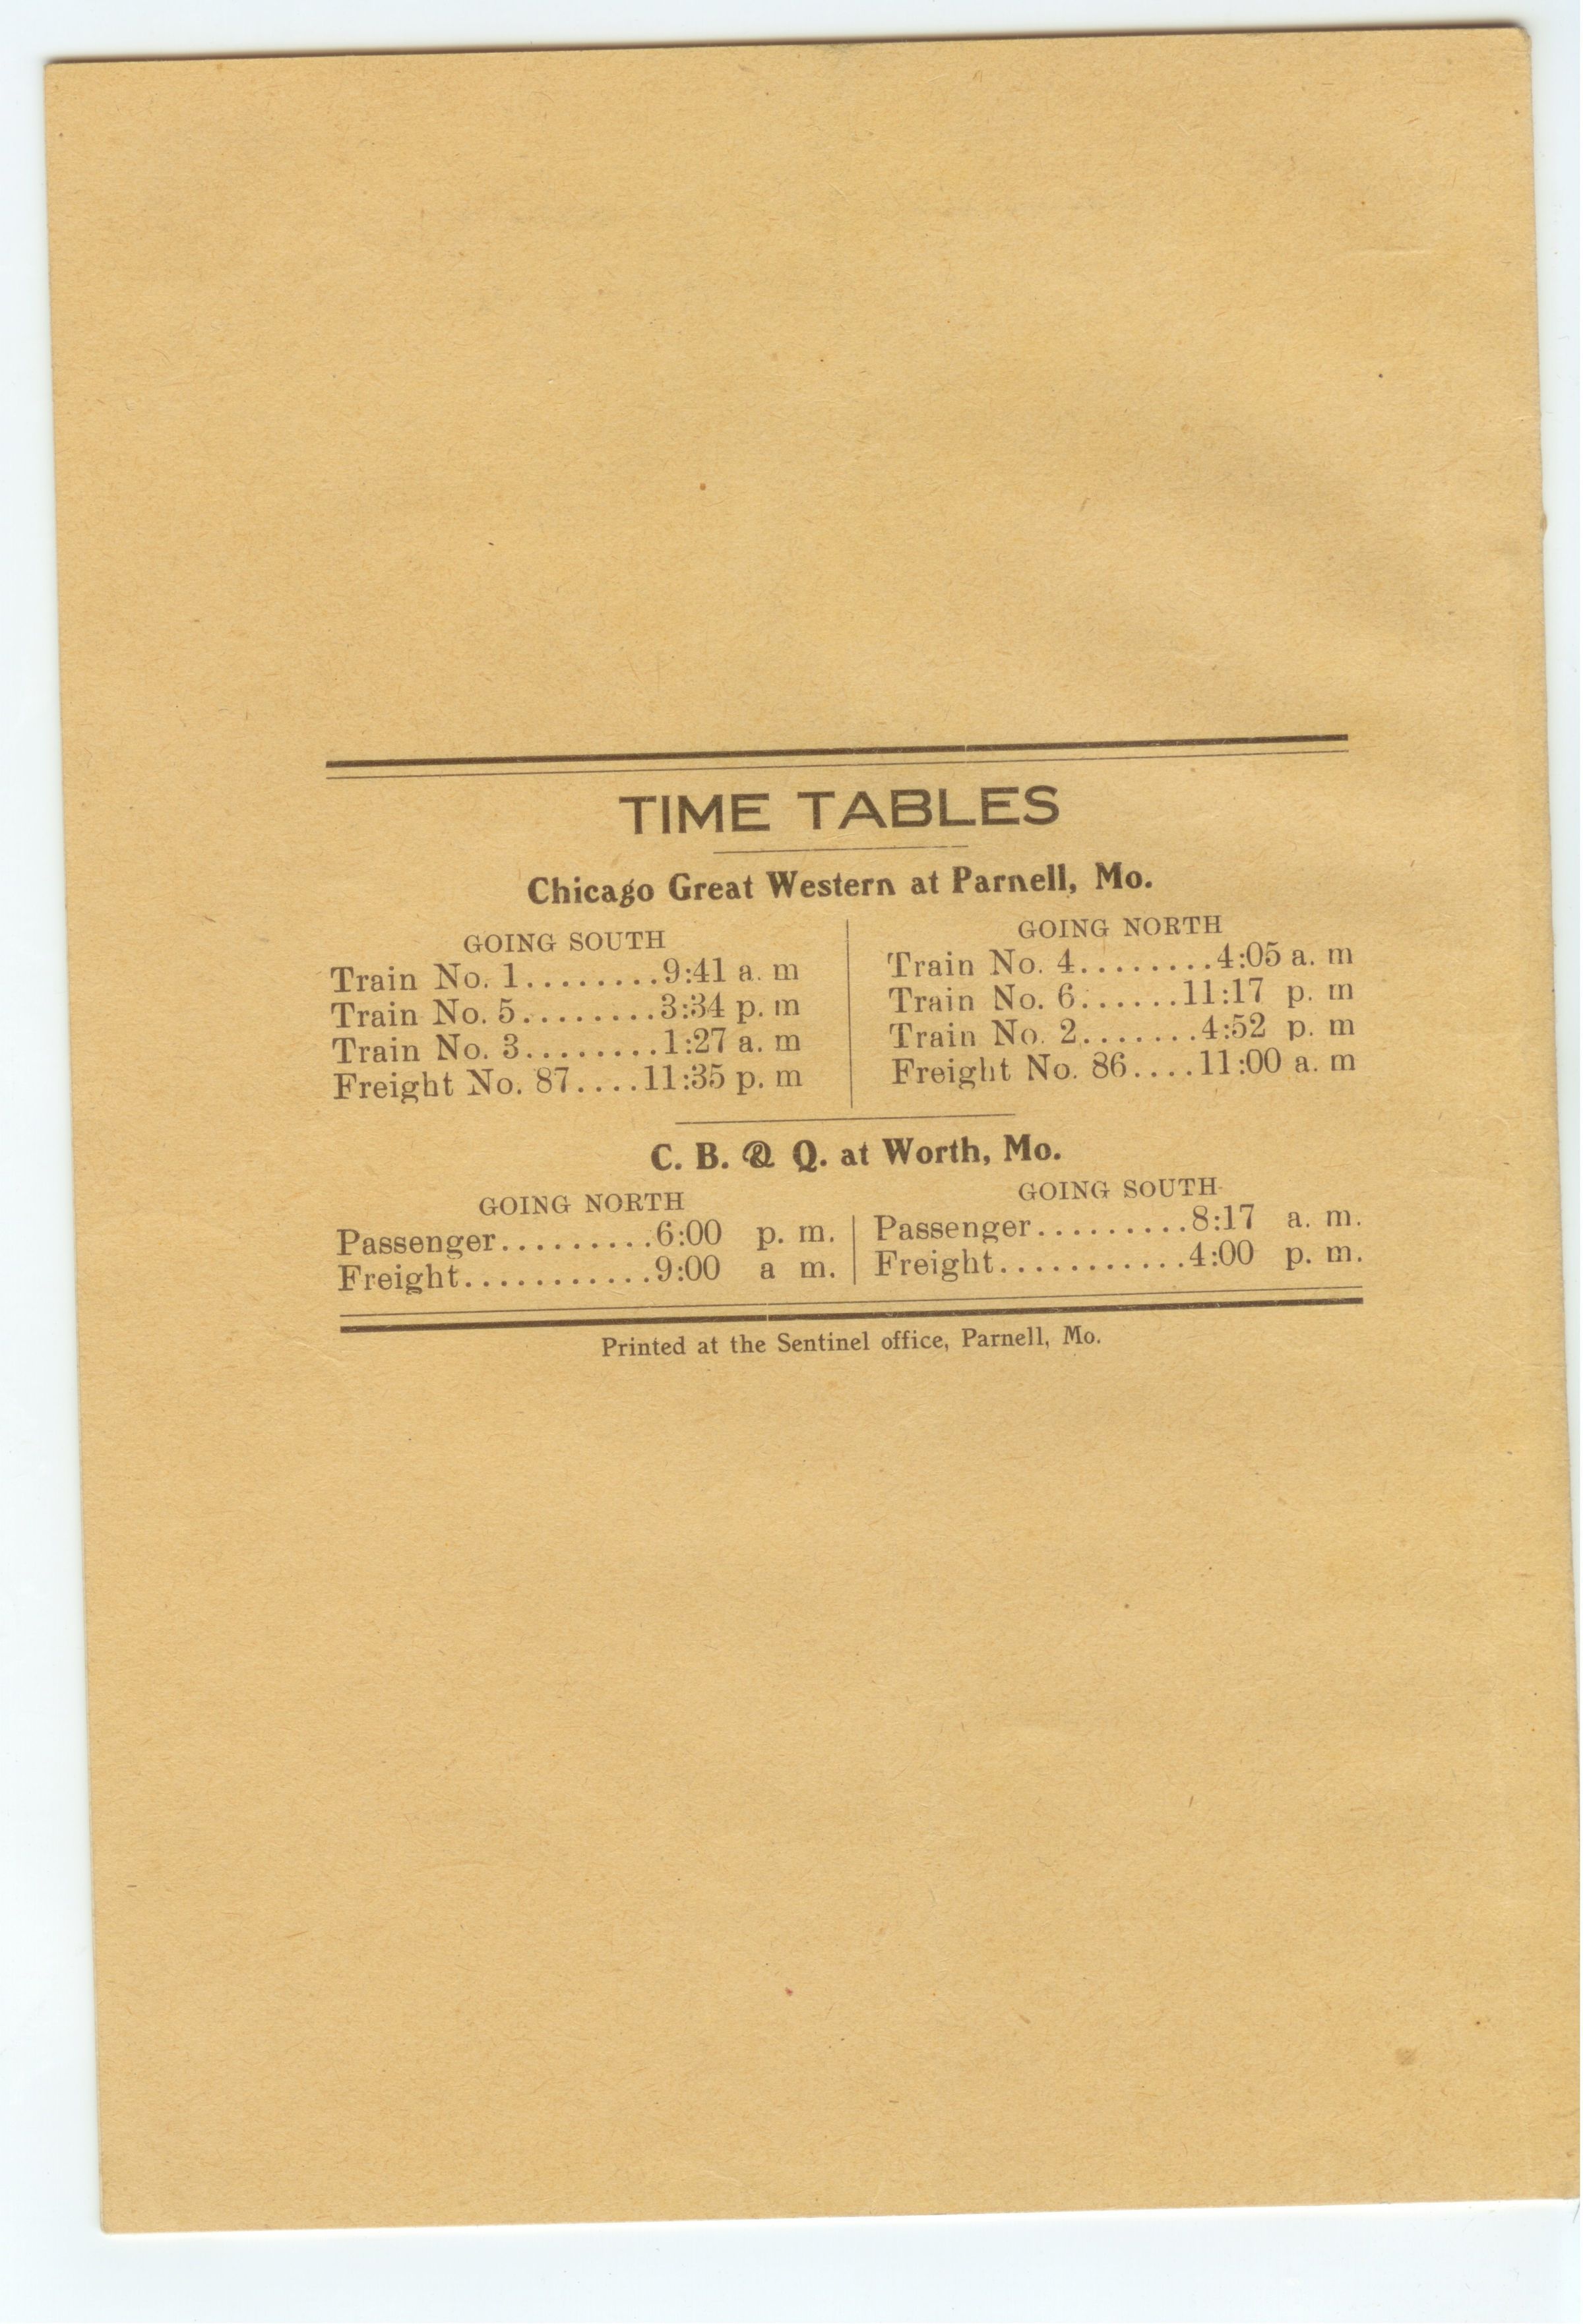 TIME TABLES
Chicago Great Western at Parnell, Mo.
GOING SOUTH
Train No. 1........9:41 a. m
Train No. 5........3:34 p. m
Train No. 3........1:27 a. m
Freight No. 87....11:35 p. m
GOING NORTH
Train No. 4........4:05 a. m
Train No. 6......11:17 p. m
Train No. 2.......4:52 p. m
Freight No. 86....11:00 a. m
C. B. & Q. at Worth, Mo.
GOING NORTH
Passenger.........6:00 p. m.
Freight...........9:00 a m.
GOING SOUTH
Passenger.........8:17 a. m.
Freight...........4:00 p. m.
Printed at the Sentinel office, Parnell, Mo.